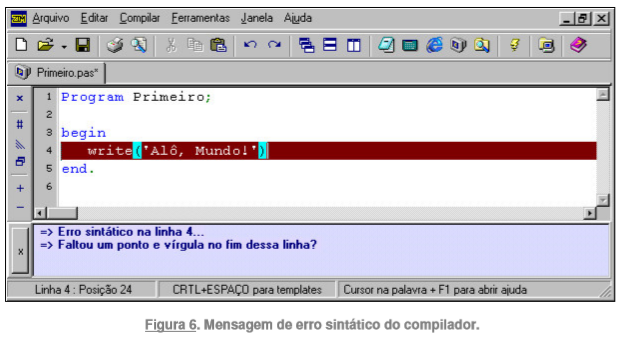 Arquivo Editar Compilar Ferramentas Janela Ajuda
Primeiro.pas*
1 Program Primeiro;
2
3 begin
4 write('Alô, Mundo!')
5 end.
6
=> Erro sintático na linha 4...
=> Faltou um ponto e vírgula no fim dessa linha?
Linha 4 : Posição 24 CRTL+ESPAÇO para templates Cursor na palavra + F1 para abrir ajuda
Figura 6. Mensagem de erro sintático do compilador.